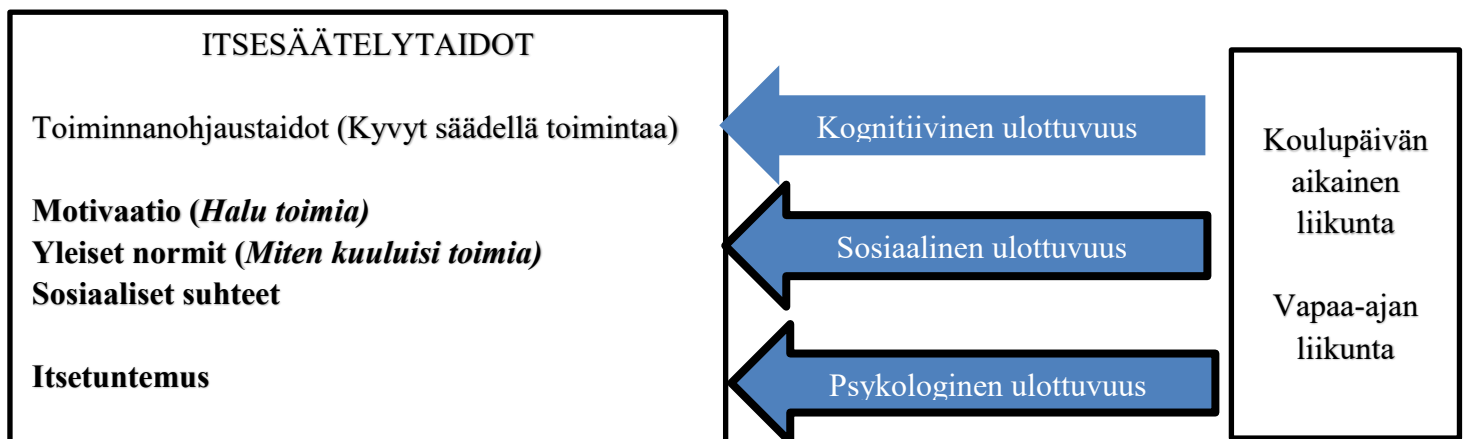 ITSESÄÄTELYTAIDOT
Toiminnanohjaustaidot (Kyvyt säädellä toimintaa)
Motivaatio (Halu toimia)
Yleiset normit (Miten kuuluisi toimia)
Sosiaaliset suhteet
Itsetuntemus
Kognitiivinen ulottuvuus
Sosiaalinen ulottuvuus
Psykologinen ulottuvuus
Koulupäivän
aikainen
liikunta
Vapaa-ajan
liikunta